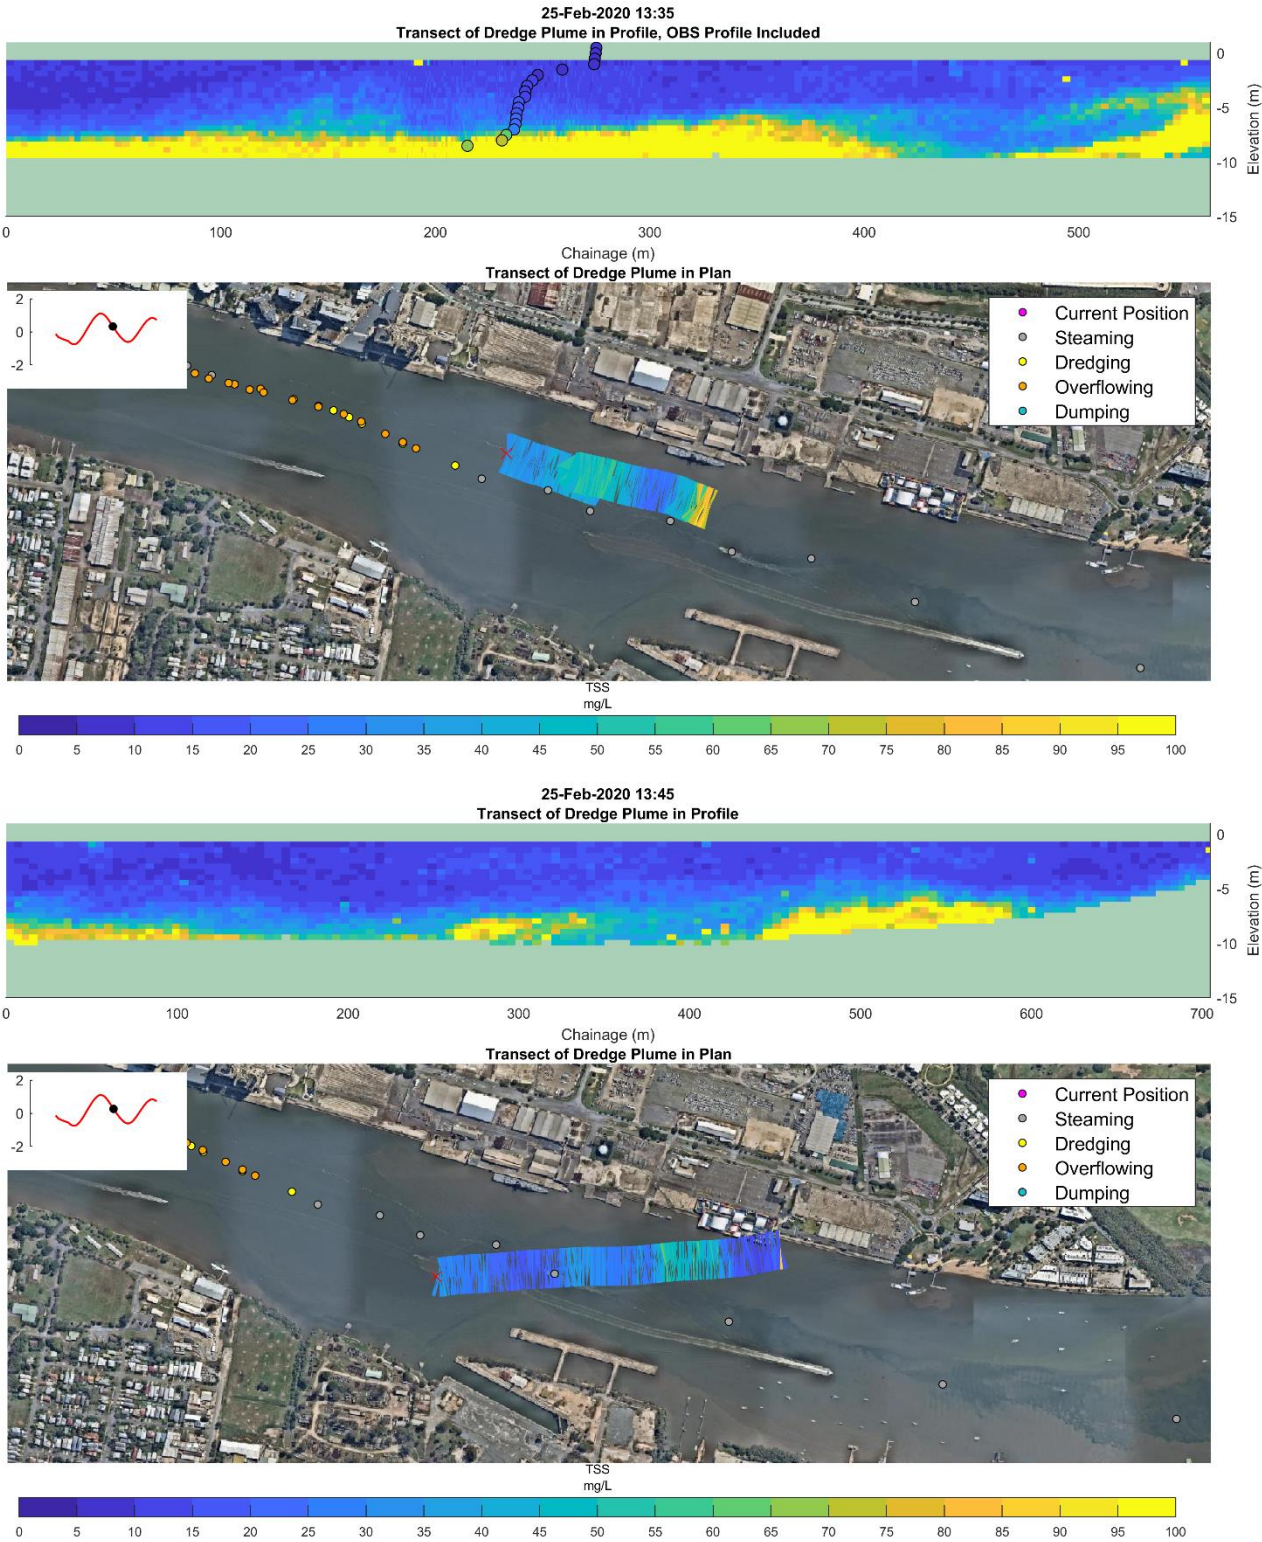 25-Feb-2020 13:35
Transect of Dredge Plume in Profile, OBS Profile Included
0
-5
-10
-15
Elevation (m)
0 100 200 300 400 500
Chainage (m)
Transect of Dredge Plume in Plan
2
0
-2
Current Position
Steaming
Dredging
Overflowing
Dumping
TSS
mg/L
0 5 10 15 20 25 30 35 40 45 50 55 60 65 70 75 80 85 90 95 100
25-Feb-2020 13:45
Transect of Dredge Plume in Profile
0
-5
-10
-15
Elevation (m)
0 100 200 300 400 500 600 700
Chainage (m)
Transect of Dredge Plume in Plan
2
0
-2
Current Position
Steaming
Dredging
Overflowing
Dumping
TSS
mg/L
0 5 10 15 20 25 30 35 40 45 50 55 60 65 70 75 80 85 90 95 100